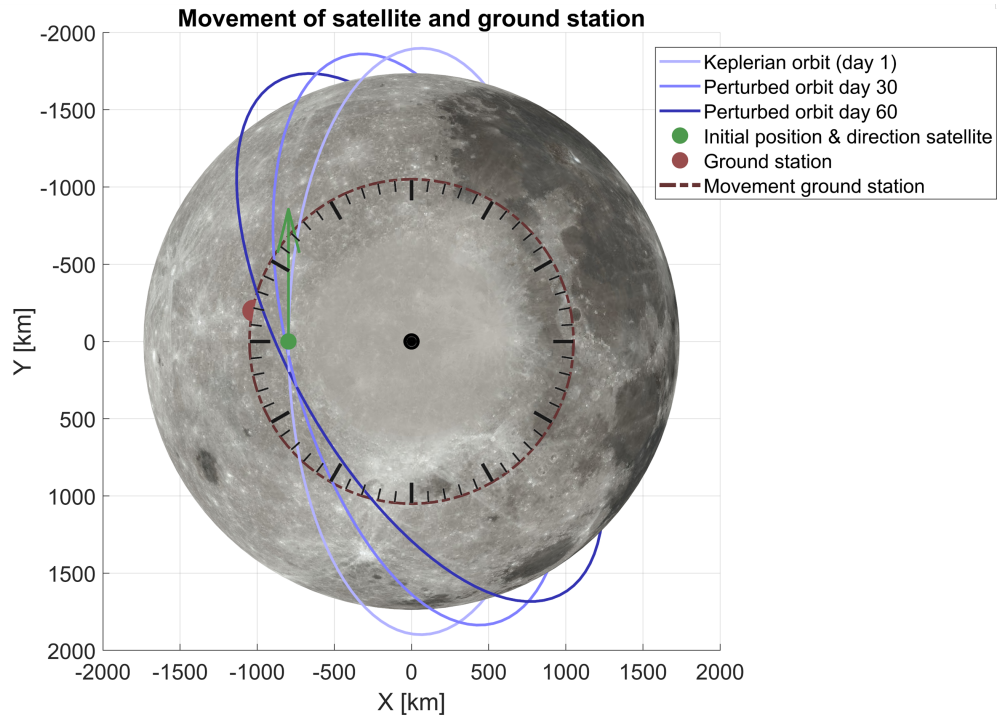 Movement of satellite and ground station
-2000
-1500
-1000
-500
0
500
1000
1500
2000
Y [km]
-2000 -1500 -1000 -500 0 500 1000 1500 2000
X [km]
Keplerian orbit (day 1)
Perturbed orbit day 30
Perturbed orbit day 60
Initial position & direction satellite
Ground station
Movement ground station